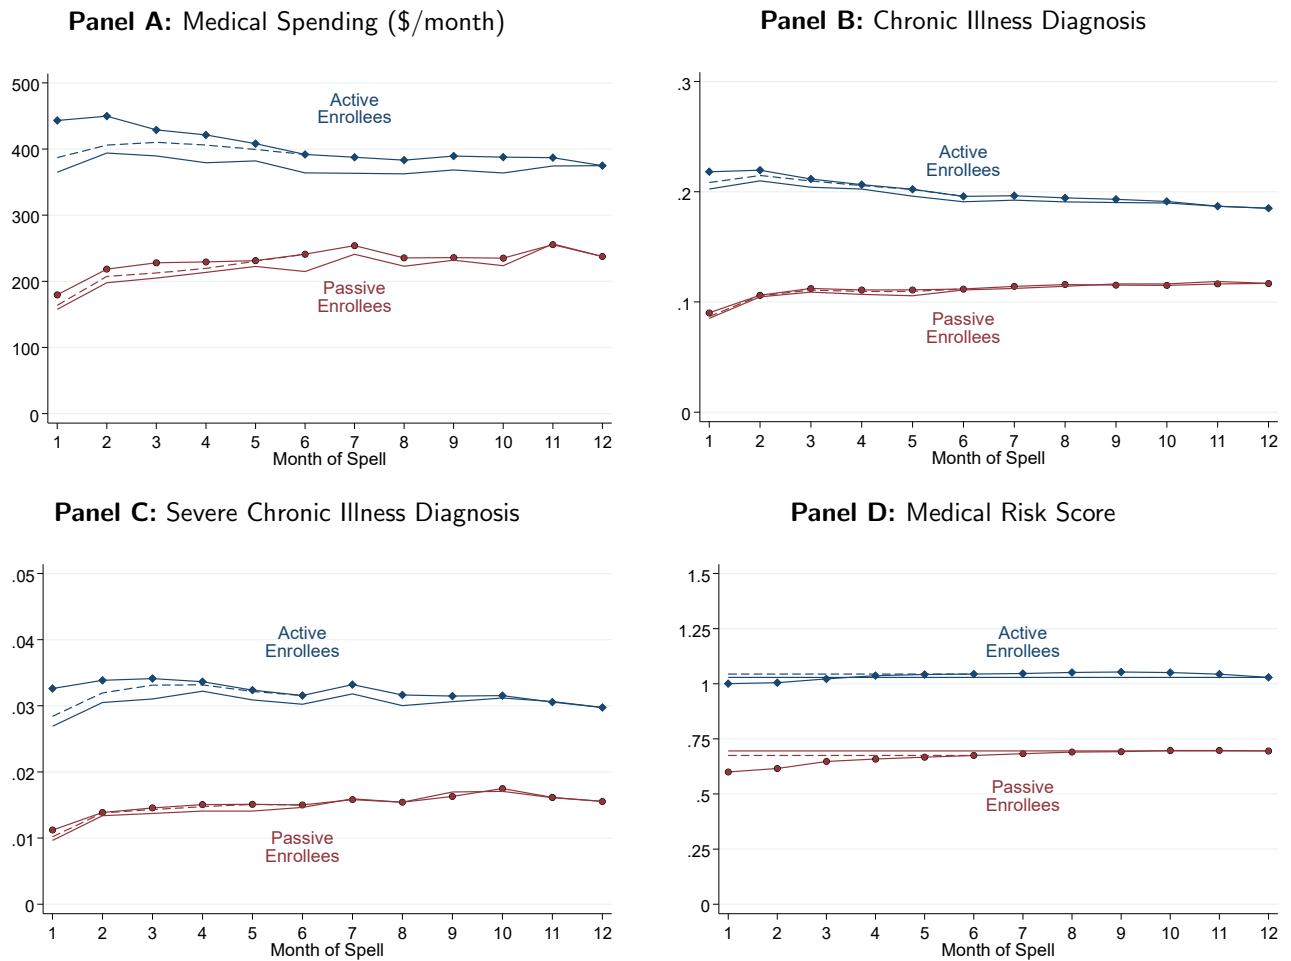 Panel A: Medical Spending ($/month)
500
400
300
200
100
0
Active
Enrollees
Passive
Enrollees
1 2 3 4 5 6 7 8 9 10 11 12
Month of Spell
Panel B: Chronic Illness Diagnosis
.3
.2
.1
0
Active
Enrollees
Passive
Enrollees
1 2 3 4 5 6 7 8 9 10 11 12
Month of Spell
Panel C: Severe Chronic Illness Diagnosis
.05
.04
.03
.02
.01
0
Active
Enrollees
Passive
Enrollees
1 2 3 4 5 6 7 8 9 10 11 12
Month of Spell
Panel D: Medical Risk Score
1.5
1.25
1
.75
.5
.25
0
Active
Enrollees
Passive
Enrollees
1 2 3 4 5 6 7 8 9 10 11 12
Month of Spell